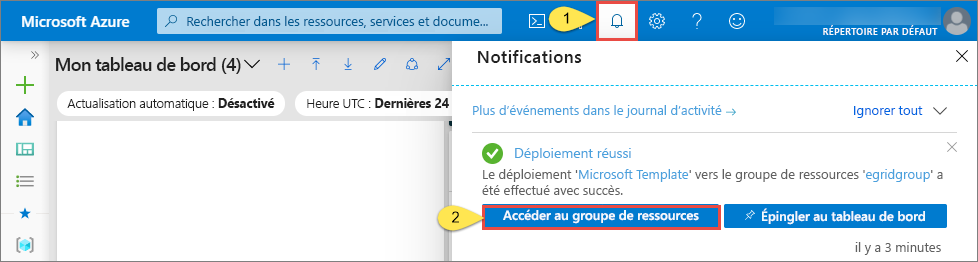 Microsoft Azure
Rechercher dans les ressources, services et docume...
1
RÉPERTOIRE PAR DÉFAUT
Mon tableau de bord (4)
Actualisation automatique : Désactivé
Heure UTC : Dernières 24
Notifications
Plus d’événements dans le journal d’activité →
Ignorer tout
Déploiement réussi
Le déploiement 'Microsoft Template' vers le groupe de ressources 'egridgroup' a
été effectué avec succès.
2
Accéder au groupe de ressources
Épingler au tableau de bord
il y a 3 minutes